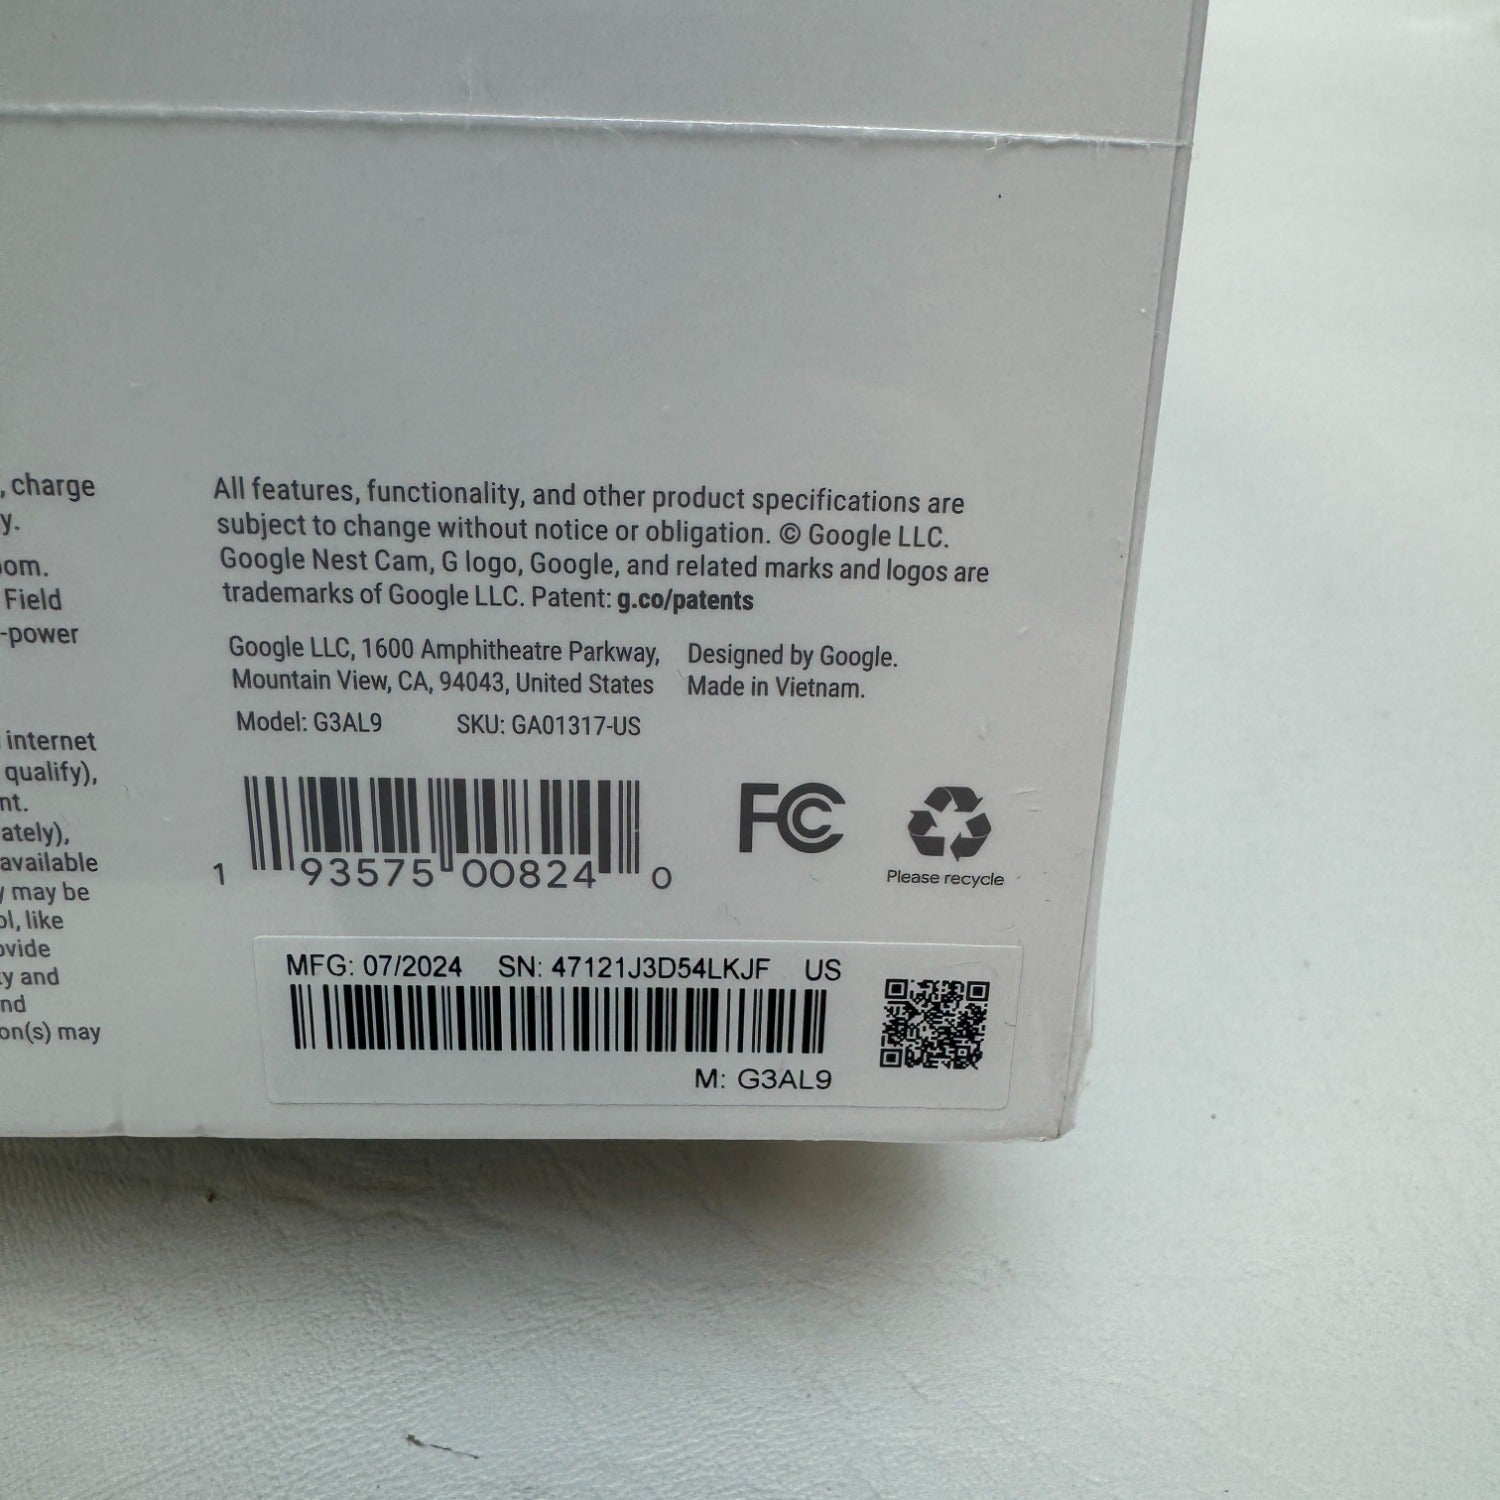 , charge
y.
om.
Field
-power
internet
qualify),
nt.
ately),
available
y may be
ol, like
ovide
ty and
nd
on(s) may
All features, functionality, and other product specifications are
subject to change without notice or obligation. © Google LLC.
Google Nest Cam, G logo, Google, and related marks and logos are
trademarks of Google LLC. Patent: g.co/patents
Google LLC, 1600 Amphitheatre Parkway,
Mountain View, CA, 94043, United States
Designed by Google.
Made in Vietnam.
Model: G3AL9 SKU: GA01317-US
1 93575 00824 0
FC
Please recycle
MFG: 07/2024 SN: 47121J3D54LKJF US
M: G3AL9